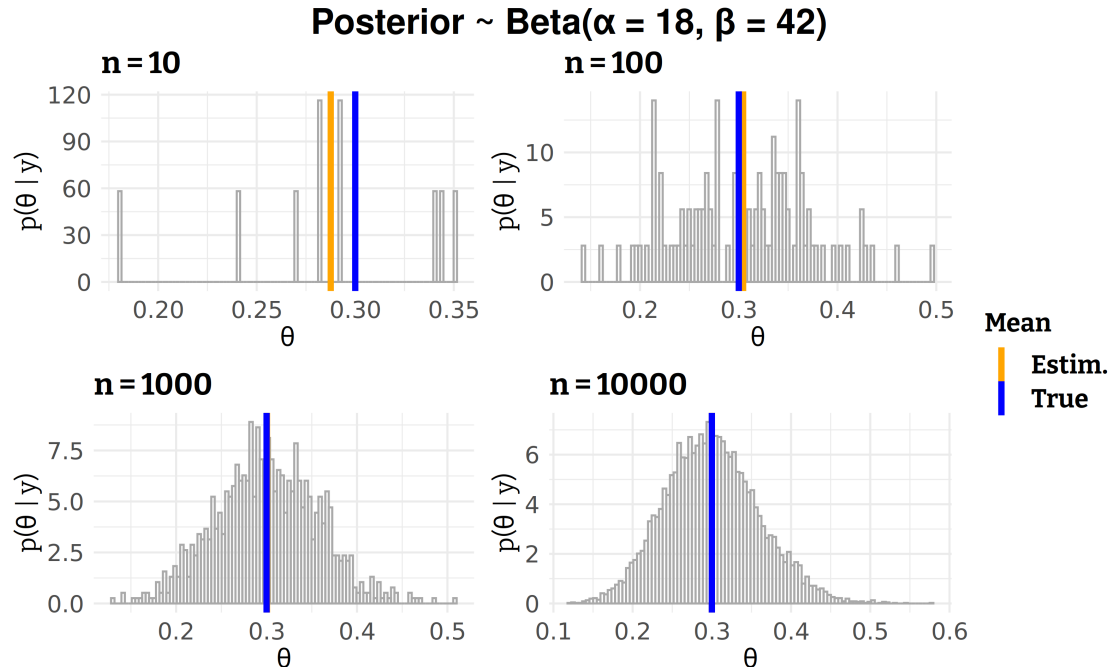 Posterior ~ Beta(α = 18, β = 42)
n = 10
120
90
60
30
0
p(θ | y)
0.20 0.25 0.30 0.35
θ
n = 100
10
5
0
p(θ | y)
0.2 0.3 0.4 0.5
θ
Mean
Estim.
True
n = 1000
7.5
5.0
2.5
0.0
p(θ | y)
0.2 0.3 0.4 0.5
θ
n = 10000
6
4
2
0
p(θ | y)
0.1 0.2 0.3 0.4 0.5 0.6
θ